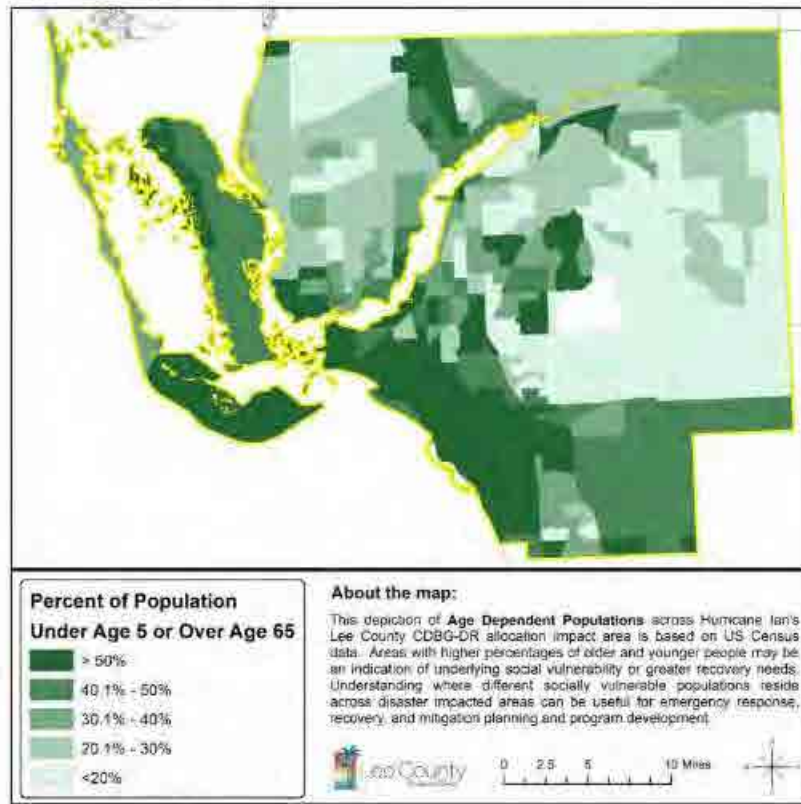 Percent of Population
Under Age 5 or Over Age 65
> 50%
40.1% - 50%
30.1% - 40%
20.1% - 30%
<20%
About the map:
This depiction of Age Dependent Populations across Hurricane Ian's
Lee County CDBG-DR allocation impact area is based on US Census
data. Areas with higher percentages of older and younger people may be
an indication of underlying social vulnerability or greater recovery needs.
Understanding where different socially vulnerable populations reside
across disaster impacted areas can be useful for emergency response,
recovery, and mitigation planning and program development
Lee County
0 2.5 5 10 Miles